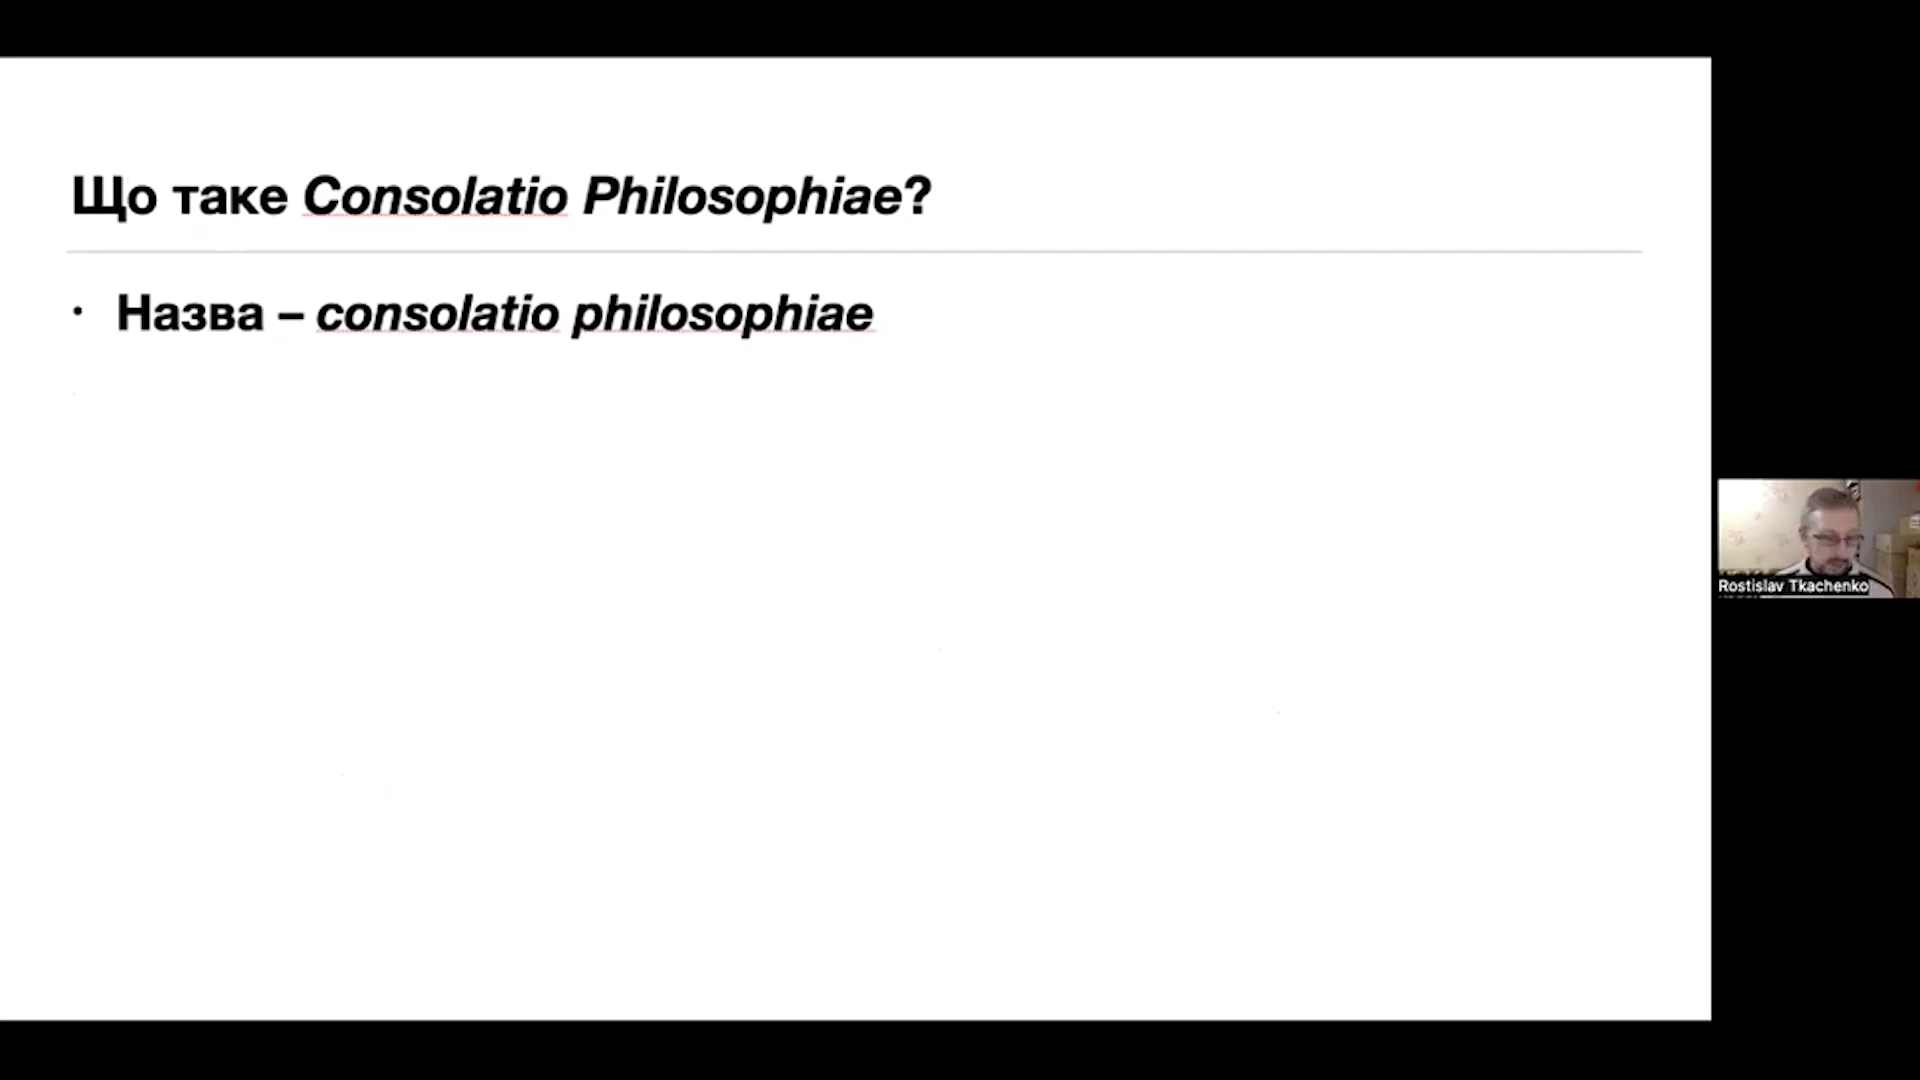 Що таке Consolatio Philosophiae?
· Назва – consolatio philosophiae
Rostislav Tkachenko